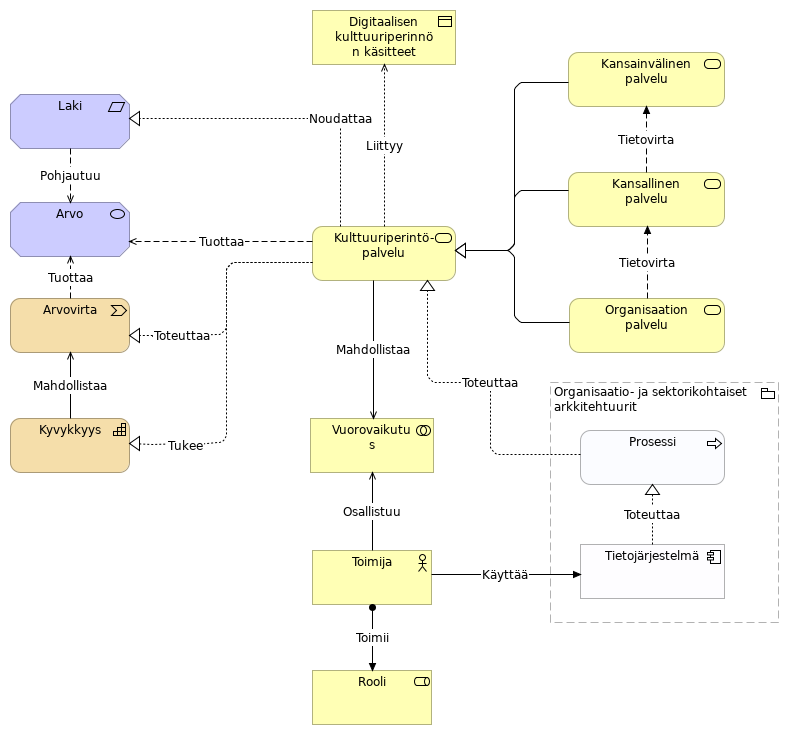 Digitaalisen
kulttuuriperinnö
n käsitteet
Kansainvälinen
palvelu
Laki
Noudattaa
Liittyy
Tietovirta
Pohjautuu
Kansallinen
palvelu
Arvo
Tuottaa
Kulttuuriperintö-
palvelu
Tietovirta
Tuottaa
Arvovirta
Toteuttaa
Organisaation
palvelu
Mahdollistaa
Mahdollistaa
Toteuttaa
Organisaatio- ja sektorikohtaiset
arkkitehtuurit
Kyvykkyys
Tukee
Vuorovaikutu
s
Prosessi
Osallistuu
Toteuttaa
Toimija
Käyttää
Tietojärjestelmä
Toimii
Rooli